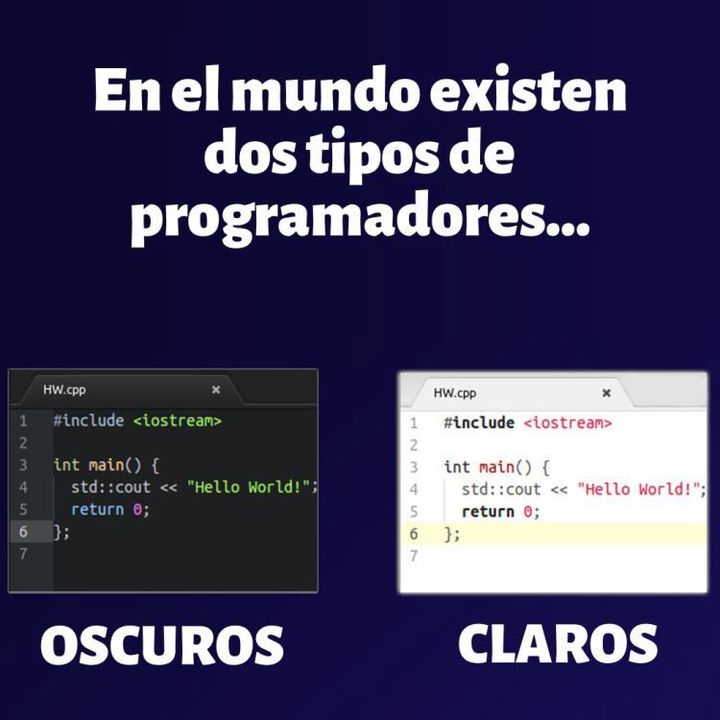 En el mundo existen
dos tipos de
programadores...
HW.cpp ×
1 #include <iostream>
2
3 int main() {
4 std::cout << "Hello World!";
5 return 0;
6 };
7
HW.cpp ×
1 #include <iostream>
2
3 int main() {
4 std::cout << "Hello World!";
5 return 0;
6 };
7
OSCUROS
CLAROS